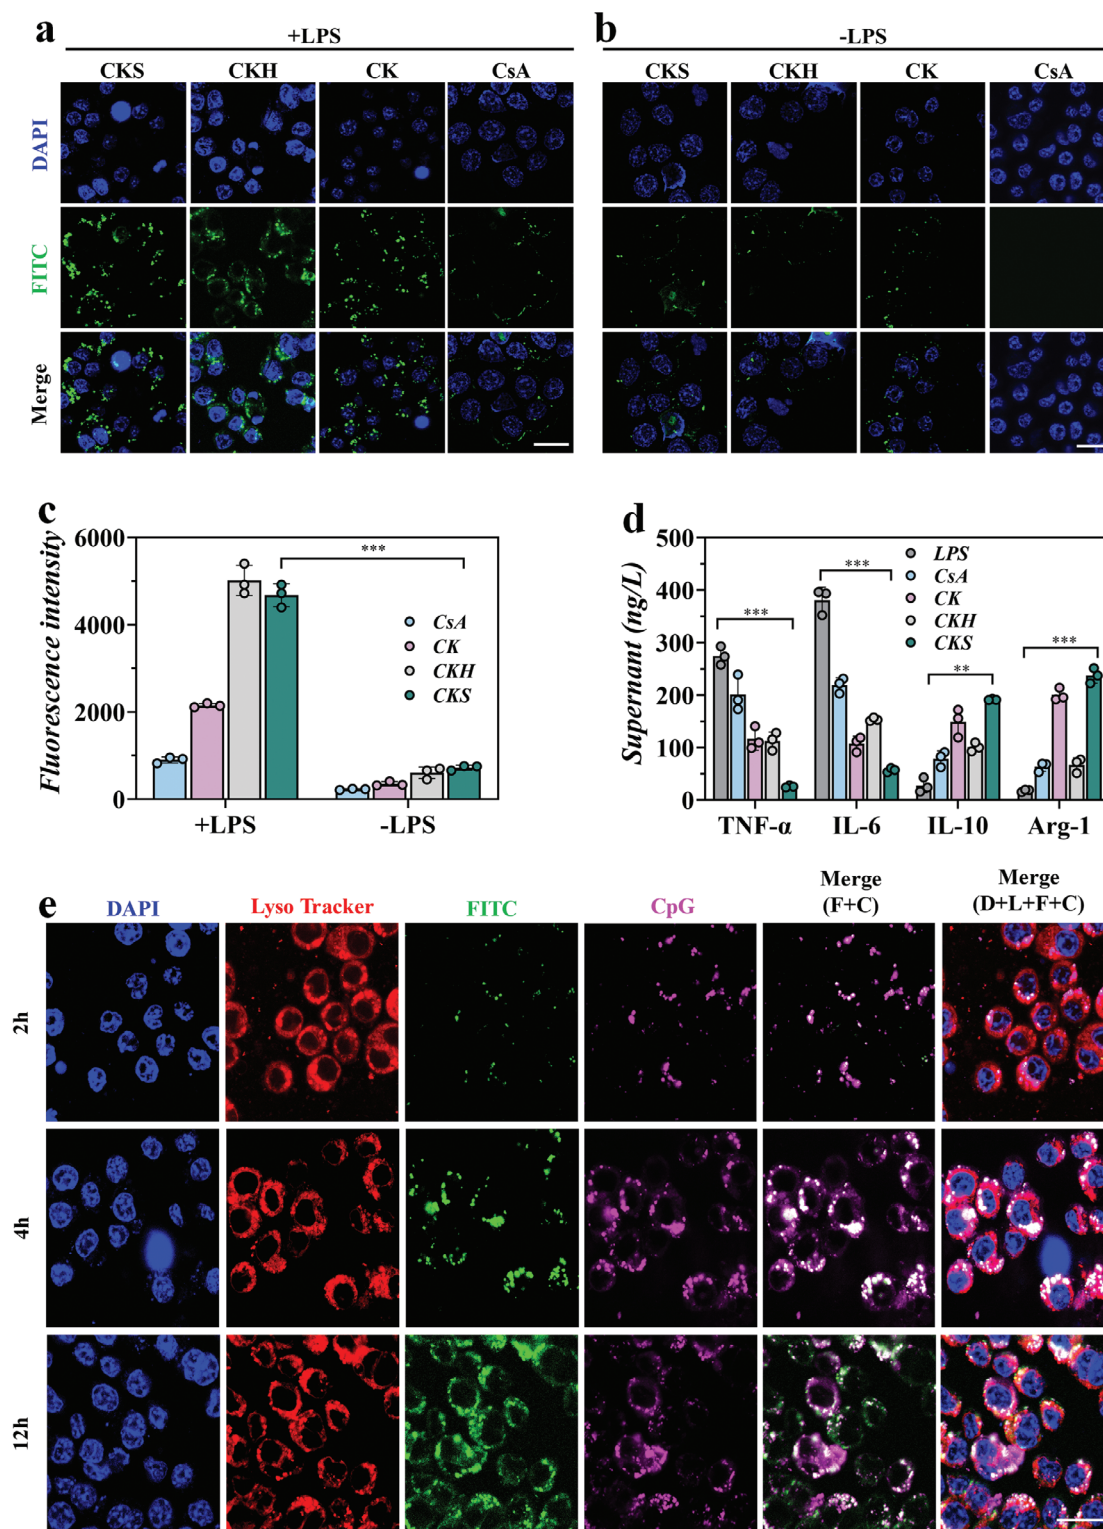 a
+LPS
CKS CKH CK CsA
DAPI
FITC
Merge
b
-LPS
CKS CKH CK CsA
c
Fluorescence intensity
6000
4000
2000
0
***
CsA
CK
CKH
CKS
+LPS -LPS
d
Supernant (ng/L)
500
400
300
200
100
0
***
***
**
***
LPS
CsA
CK
CKH
CKS
TNF-α IL-6 IL-10 Arg-1
e
DAPI Lyso Tracker FITC CpG
Merge
(F+C)
Merge
(D+L+F+C)
2h
4h
12h